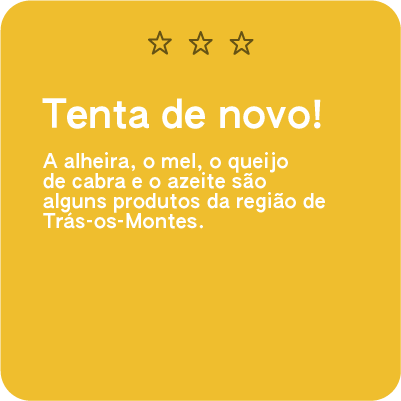 Tenta de novo!
A alheira, o mel, o queijo
de cabra e o azeite são
alguns produtos da região de
Trás-os-Montes.